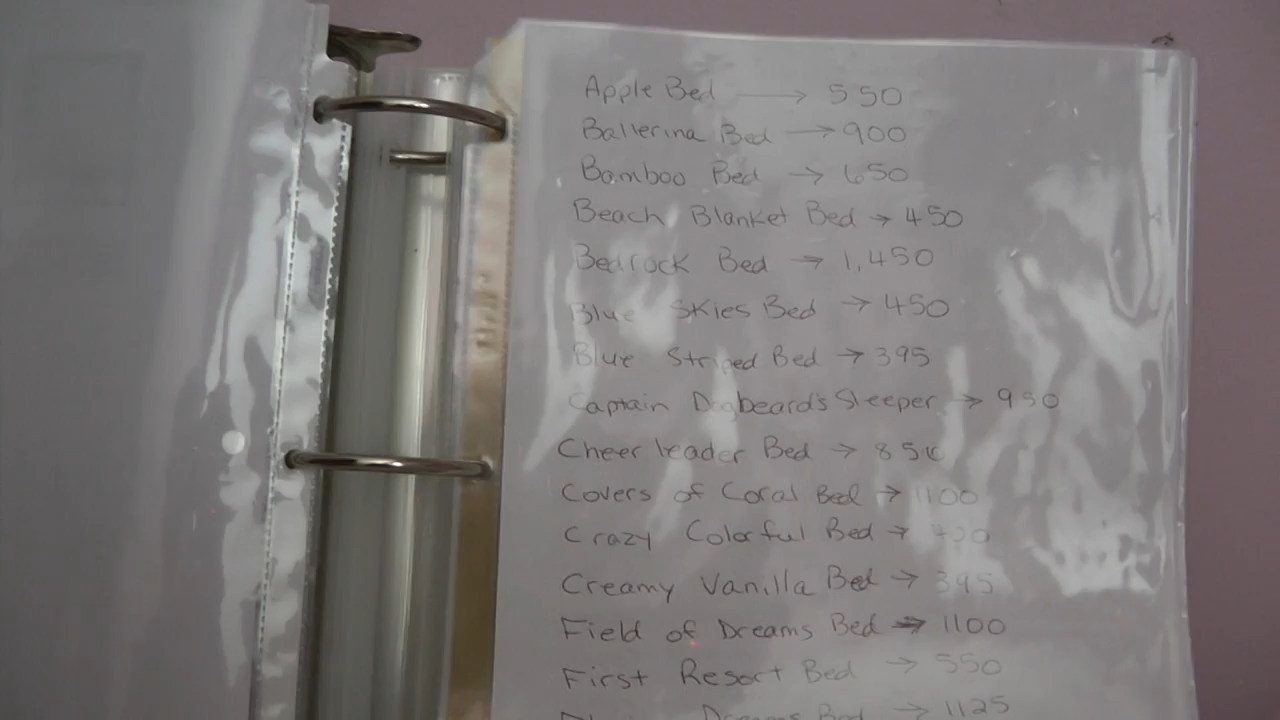 Apple Bed → 550
Ballerina Bed → 900
Bamboo Bed → 650
Beach Blanket Bed → 450
Bedrock Bed → 1,450
Blue Skies Bed → 450
Blue Striped Bed → 395
Captain Dogbeard's Sleeper → 950
Cheer leader Bed → 850
Covers of Coral Bed → 1100
Crazy Colorful Bed →
Creamy Vanilla Bed → 395
Field of Dreams Bed → 1100
First Resort Bed → 550
Dreams Bed → 1125